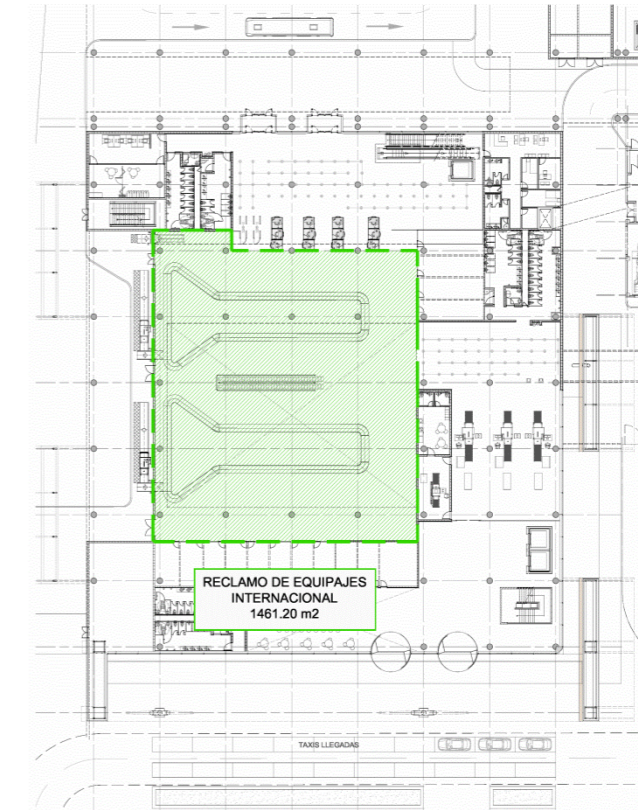 RECLAMO DE EQUIPAJES
INTERNACIONAL
1461.20 m2
TAXIS LLEGADAS